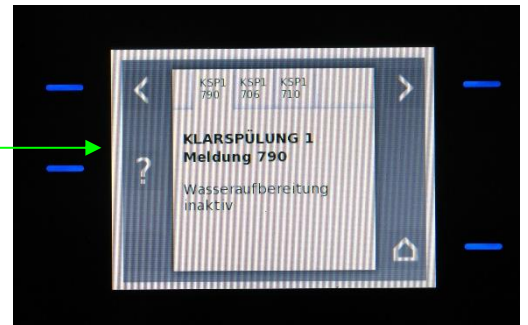 KSP1 KSP1 KSP1
790 706 710
KLARSPÜLUNG 1
Meldung 790
?
Wasseraufbereitung
inaktiv